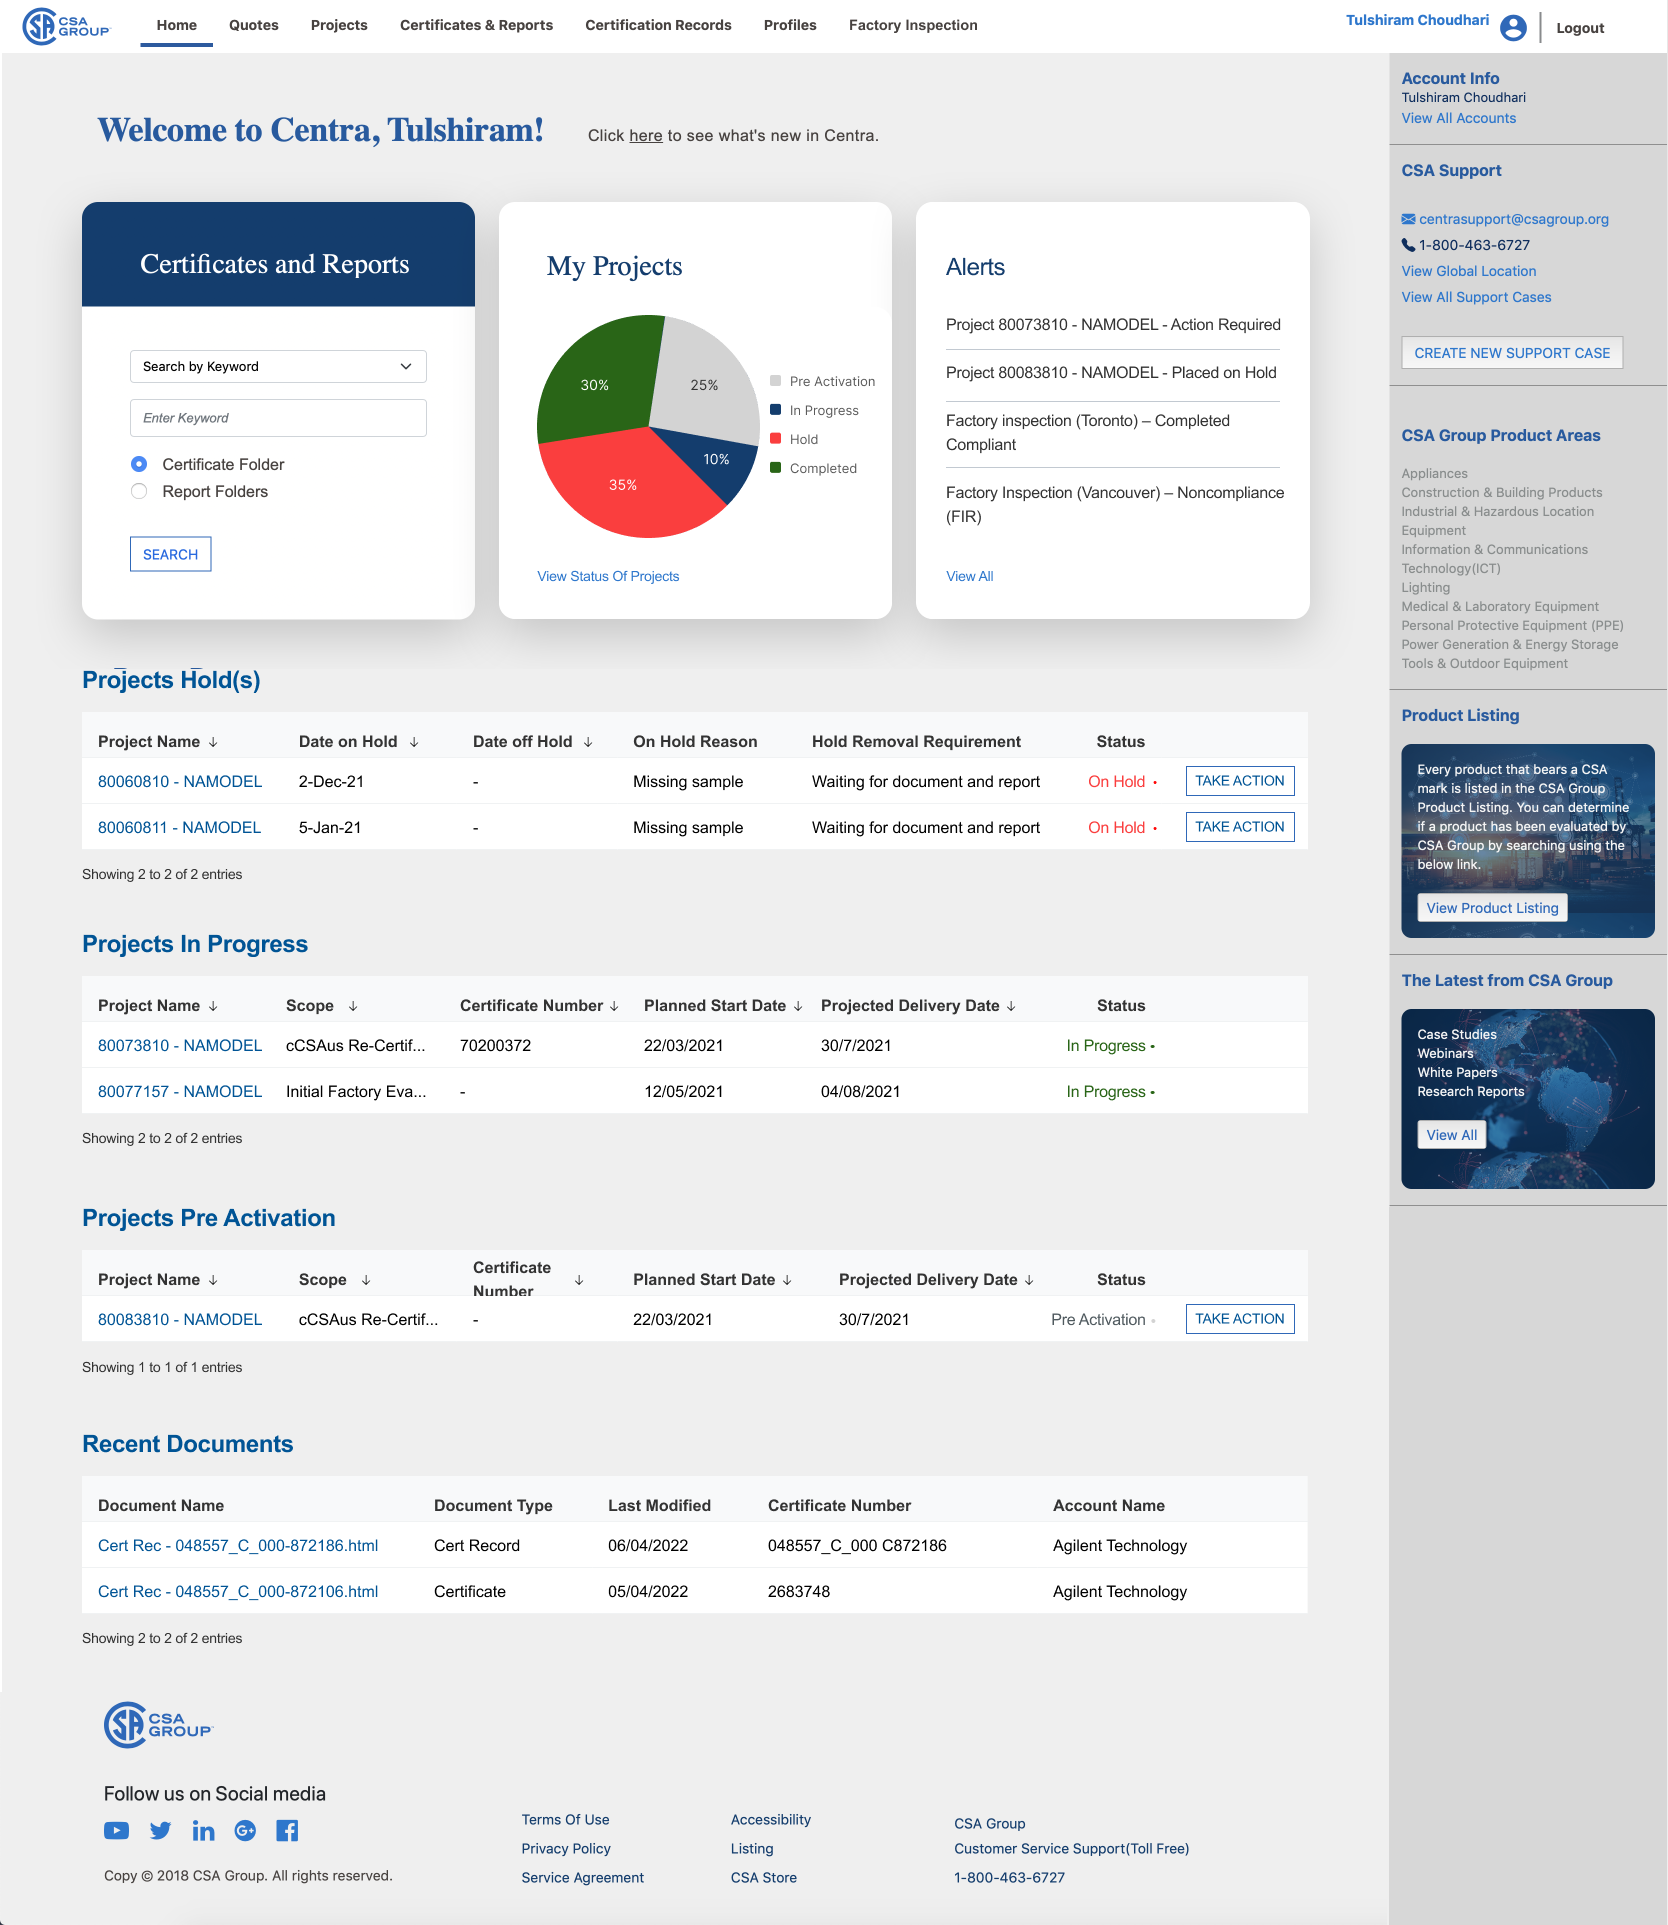 CSA GROUP
Home Quotes Projects Certificates & Reports Certification Records Profiles Factory Inspection
Tulshiram Choudhari Logout
Welcome to Centra, Tulshiram!
Click here to see what's new in Centra.
Certificates and Reports
Search by Keyword
Enter Keyword
Certificate Folder
Report Folders
SEARCH
My Projects
30%
25%
10%
35%
Pre Activation
In Progress
Hold
Completed
View Status Of Projects
Alerts
Project 80073810 - NAMODEL - Action Required
Project 80083810 - NAMODEL - Placed on Hold
Factory inspection (Toronto) – Completed
Compliant
Factory Inspection (Vancouver) – Noncompliance
(FIR)
View All
Projects Hold(s)
Project Name Date on Hold Date off Hold On Hold Reason Hold Removal Requirement Status
80060810 - NAMODEL 2-Dec-21 - Missing sample Waiting for document and report On Hold TAKE ACTION
80060811 - NAMODEL 5-Jan-21 - Missing sample Waiting for document and report On Hold TAKE ACTION
Showing 2 to 2 of 2 entries
Projects In Progress
Project Name Scope Certificate Number Planned Start Date Projected Delivery Date Status
80073810 - NAMODEL cCSAus Re-Certif... 70200372 22/03/2021 30/7/2021 In Progress
80077157 - NAMODEL Initial Factory Eva... - 12/05/2021 04/08/2021 In Progress
Showing 2 to 2 of 2 entries
Projects Pre Activation
Project Name Scope Certificate Number Planned Start Date Projected Delivery Date Status
80083810 - NAMODEL cCSAus Re-Certif... - 22/03/2021 30/7/2021 Pre Activation TAKE ACTION
Showing 1 to 1 of 1 entries
Recent Documents
Document Name Document Type Last Modified Certificate Number Account Name
Cert Rec - 048557_C_000-872186.html Cert Record 06/04/2022 048557_C_000 C872186 Agilent Technology
Cert Rec - 048557_C_000-872106.html Certificate 05/04/2022 2683748 Agilent Technology
Showing 2 to 2 of 2 entries
Account Info
Tulshiram Choudhari
View All Accounts
CSA Support
centrasupport@csagroup.org
1-800-463-6727
View Global Location
View All Support Cases
CREATE NEW SUPPORT CASE
CSA Group Product Areas
Appliances
Construction & Building Products
Industrial & Hazardous Location
Equipment
Information & Communications
Technology(ICT)
Lighting
Medical & Laboratory Equipment
Personal Protective Equipment (PPE)
Power Generation & Energy Storage
Tools & Outdoor Equipment
Product Listing
Every product that bears a CSA
mark is listed in the CSA Group
Product Listing. You can determine
if a product has been evaluated by
CSA Group by searching using the
below link.
View Product Listing
The Latest from CSA Group
Case Studies
Webinars
White Papers
Research Reports
View All
CSA GROUP
Follow us on Social media
Copy © 2018 CSA Group. All rights reserved.
Terms Of Use
Privacy Policy
Service Agreement
Accessibility
Listing
CSA Store
CSA Group
Customer Service Support(Toll Free)
1-800-463-6727